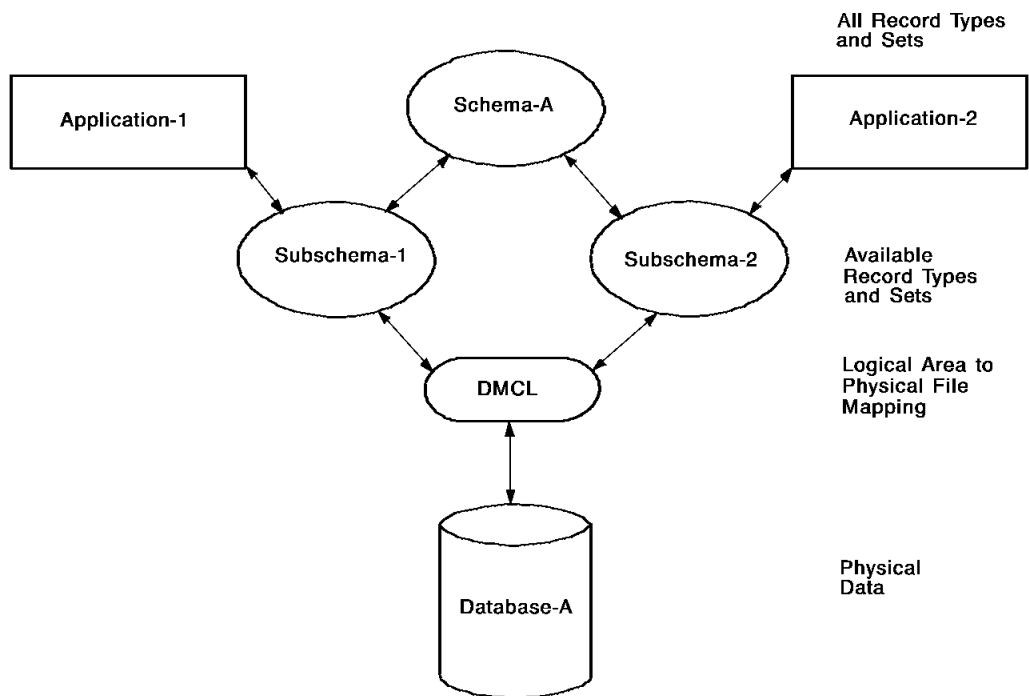 All Record Types
and Sets
Application-1
Schema-A
Application-2
Subschema-1
Subschema-2
Available
Record Types
and Sets
DMCL
Logical Area to
Physical File
Mapping
Database-A
Physical
Data